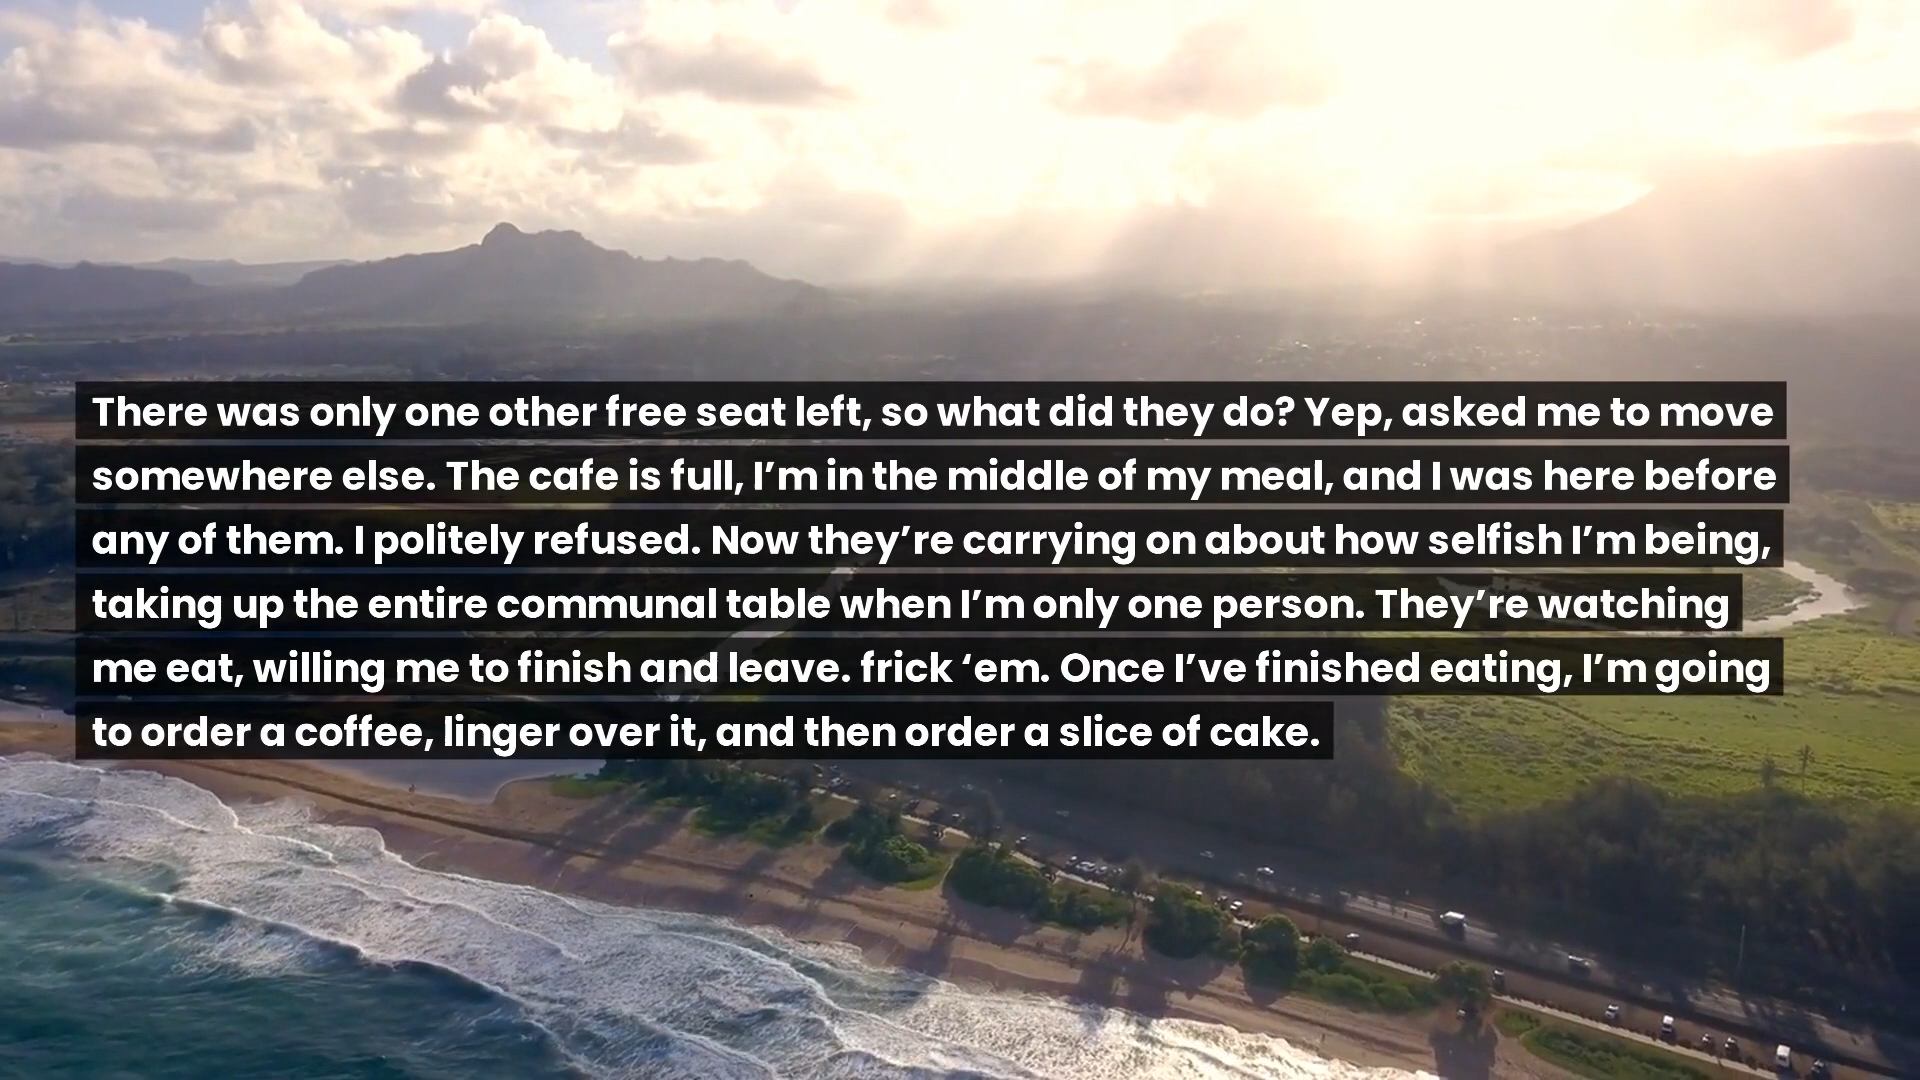 There was only one other free seat left, so what did they do? Yep, asked me to move
somewhere else. The cafe is full, I’m in the middle of my meal, and I was here before
any of them. I politely refused. Now they’re carrying on about how selfish I’m being,
taking up the entire communal table when I’m only one person. They’re watching
me eat, willing me to finish and leave. frick ‘em. Once I’ve finished eating, I’m going
to order a coffee, linger over it, and then order a slice of cake.